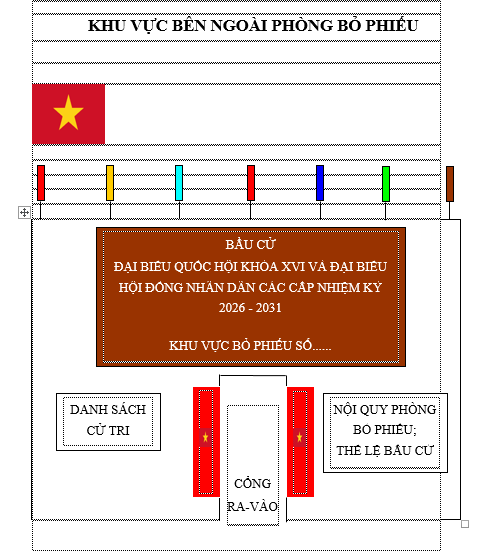 KHU VỰC BÊN NGOÀI PHÒNG BỎ PHIẾU
BẦU CỬ
ĐẠI BIỂU QUỐC HỘI KHÓA XVI VÀ ĐẠI BIỂU
HỘI ĐỒNG NHÂN DÂN CÁC CẤP NHIỆM KỲ
2026 - 2031
KHU VỰC BỎ PHIẾU SỐ......
DANH SÁCH
CỬ TRI
NỘI QUY PHÒNG
BỎ PHIẾU;
THỂ LỆ BẦU CỬ
CỔNG
RA-VÀO